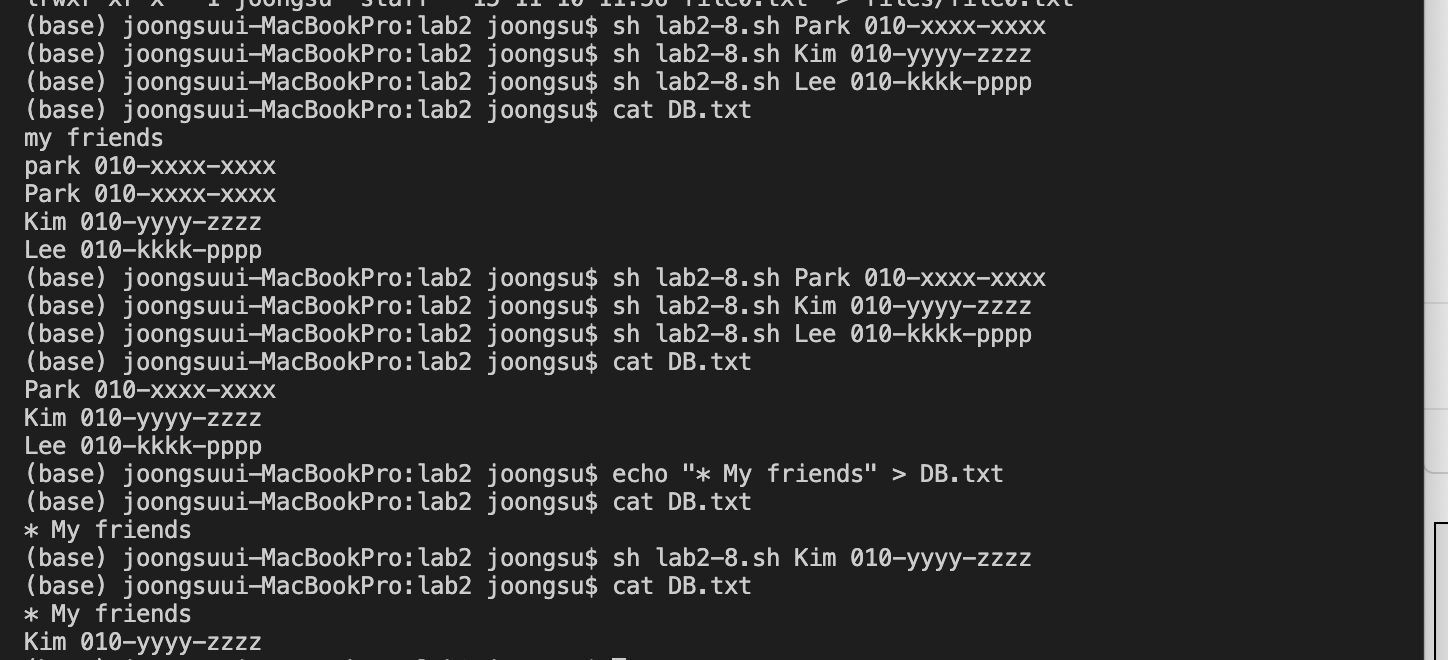 (base) joongsuui-MacBookPro:lab2 joongsu$ sh lab2-8.sh Park 010-xxxx-xxxx
(base) joongsuui-MacBookPro:lab2 joongsu$ sh lab2-8.sh Kim 010-yyyy-zzzz
(base) joongsuui-MacBookPro:lab2 joongsu$ sh lab2-8.sh Lee 010-kkkk-pppp
(base) joongsuui-MacBookPro:lab2 joongsu$ cat DB.txt
my friends
park 010-xxxx-xxxx
Park 010-xxxx-xxxx
Kim 010-yyyy-zzzz
Lee 010-kkkk-pppp
(base) joongsuui-MacBookPro:lab2 joongsu$ sh lab2-8.sh Park 010-xxxx-xxxx
(base) joongsuui-MacBookPro:lab2 joongsu$ sh lab2-8.sh Kim 010-yyyy-zzzz
(base) joongsuui-MacBookPro:lab2 joongsu$ sh lab2-8.sh Lee 010-kkkk-pppp
(base) joongsuui-MacBookPro:lab2 joongsu$ cat DB.txt
Park 010-xxxx-xxxx
Kim 010-yyyy-zzzz
Lee 010-kkkk-pppp
(base) joongsuui-MacBookPro:lab2 joongsu$ echo "* My friends" > DB.txt
(base) joongsuui-MacBookPro:lab2 joongsu$ cat DB.txt
* My friends
(base) joongsuui-MacBookPro:lab2 joongsu$ sh lab2-8.sh Kim 010-yyyy-zzzz
(base) joongsuui-MacBookPro:lab2 joongsu$ cat DB.txt
* My friends
Kim 010-yyyy-zzzz